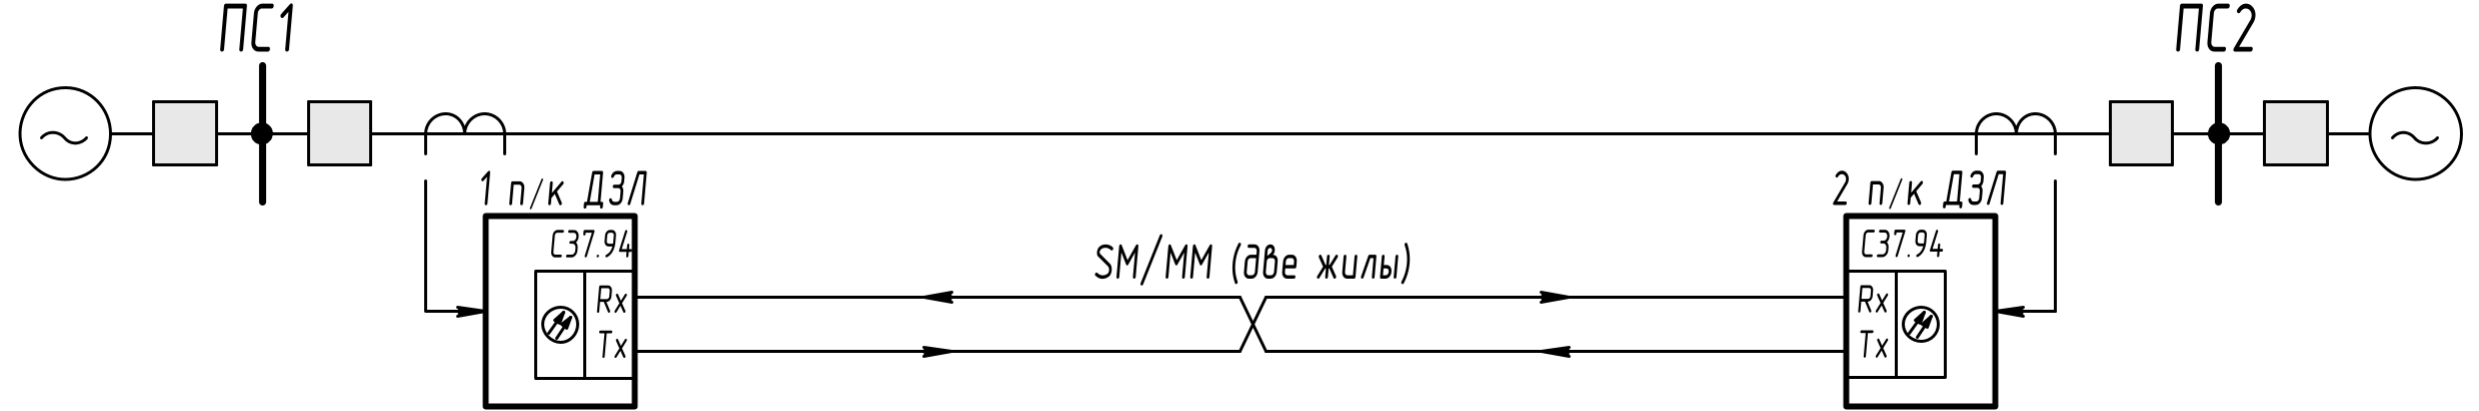 ПС1
ПС2
1 п/к ДЗЛ
2 п/к ДЗЛ
C37.94
SM/MM (две жилы)
C37.94
Rx
Tx
Rx
Tx